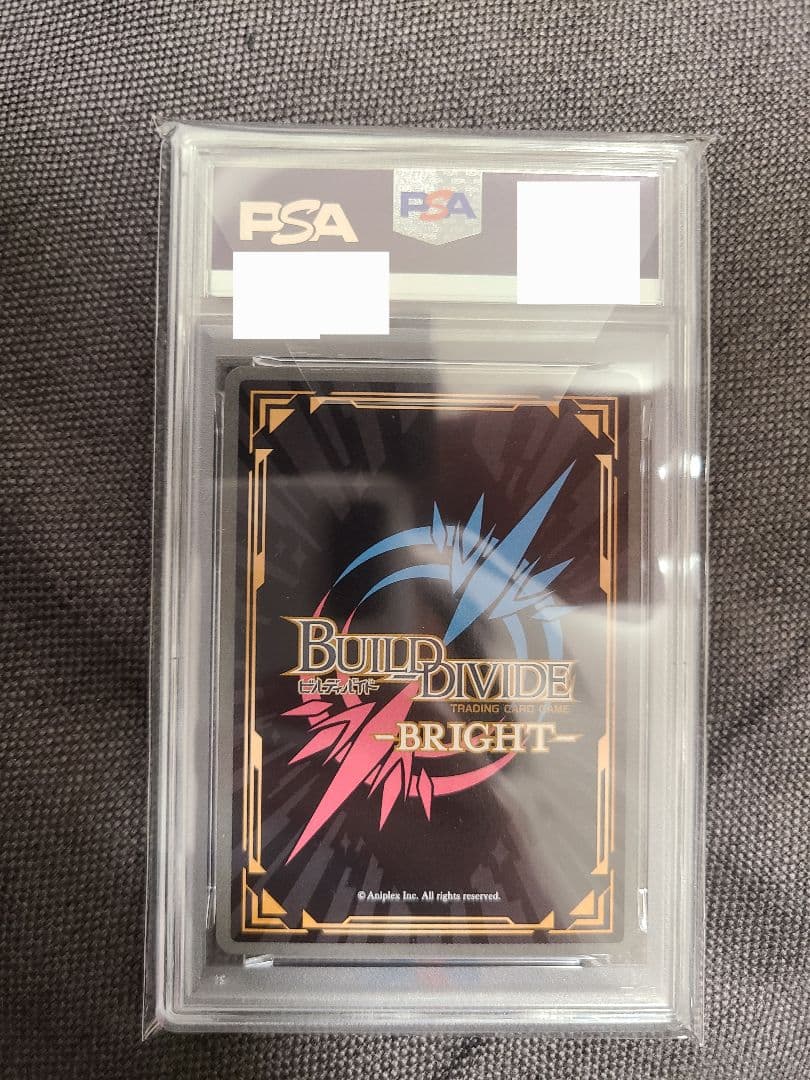 PSA
PSA
BUILD DIVIDE
ビルディバイド
TRADING CARD GAME
-BRIGHT-
© Aniplex Inc. All rights reserved.